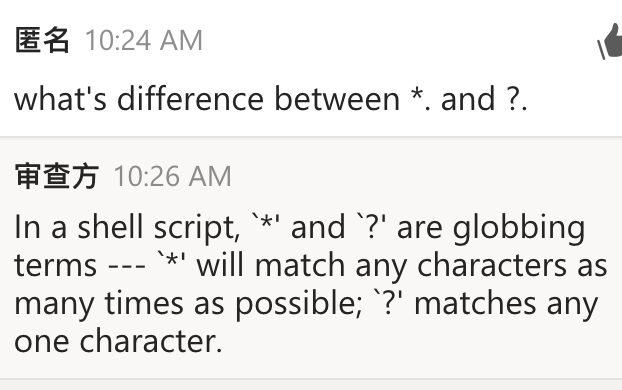 匿名 10:24 AM
what's difference between *. and ?.
审查方 10:26 AM
In a shell script, `*' and `?' are globbing
terms --- `*' will match any characters as
many times as possible; `?' matches any
one character.